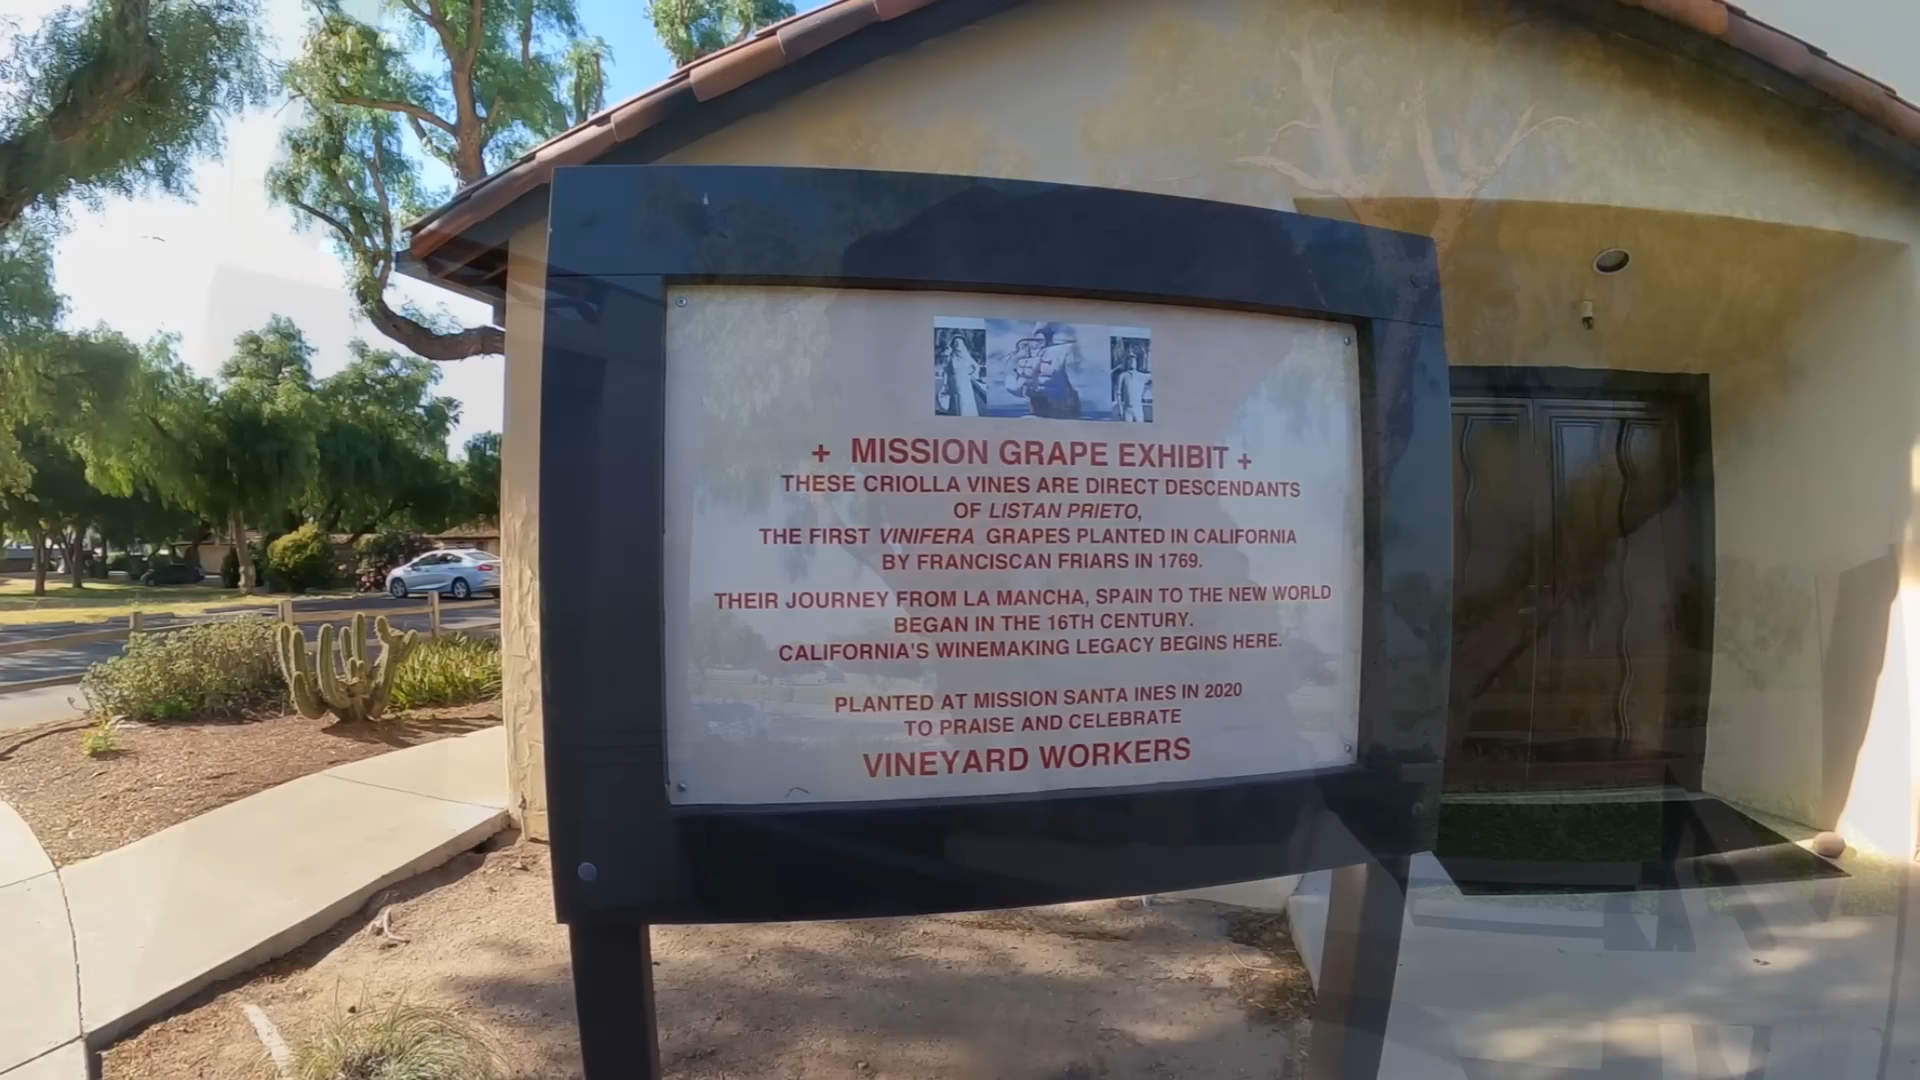 + MISSION GRAPE EXHIBIT +
THESE CRIOLLA VINES ARE DIRECT DESCENDANTS
OF LISTAN PRIETO,
THE FIRST VINIFERA GRAPES PLANTED IN CALIFORNIA
BY FRANCISCAN FRIARS IN 1769.
THEIR JOURNEY FROM LA MANCHA, SPAIN TO THE NEW WORLD
BEGAN IN THE 16TH CENTURY.
CALIFORNIA'S WINEMAKING LEGACY BEGINS HERE.
PLANTED AT MISSION SANTA INES IN 2020
TO PRAISE AND CELEBRATE
VINEYARD WORKERS